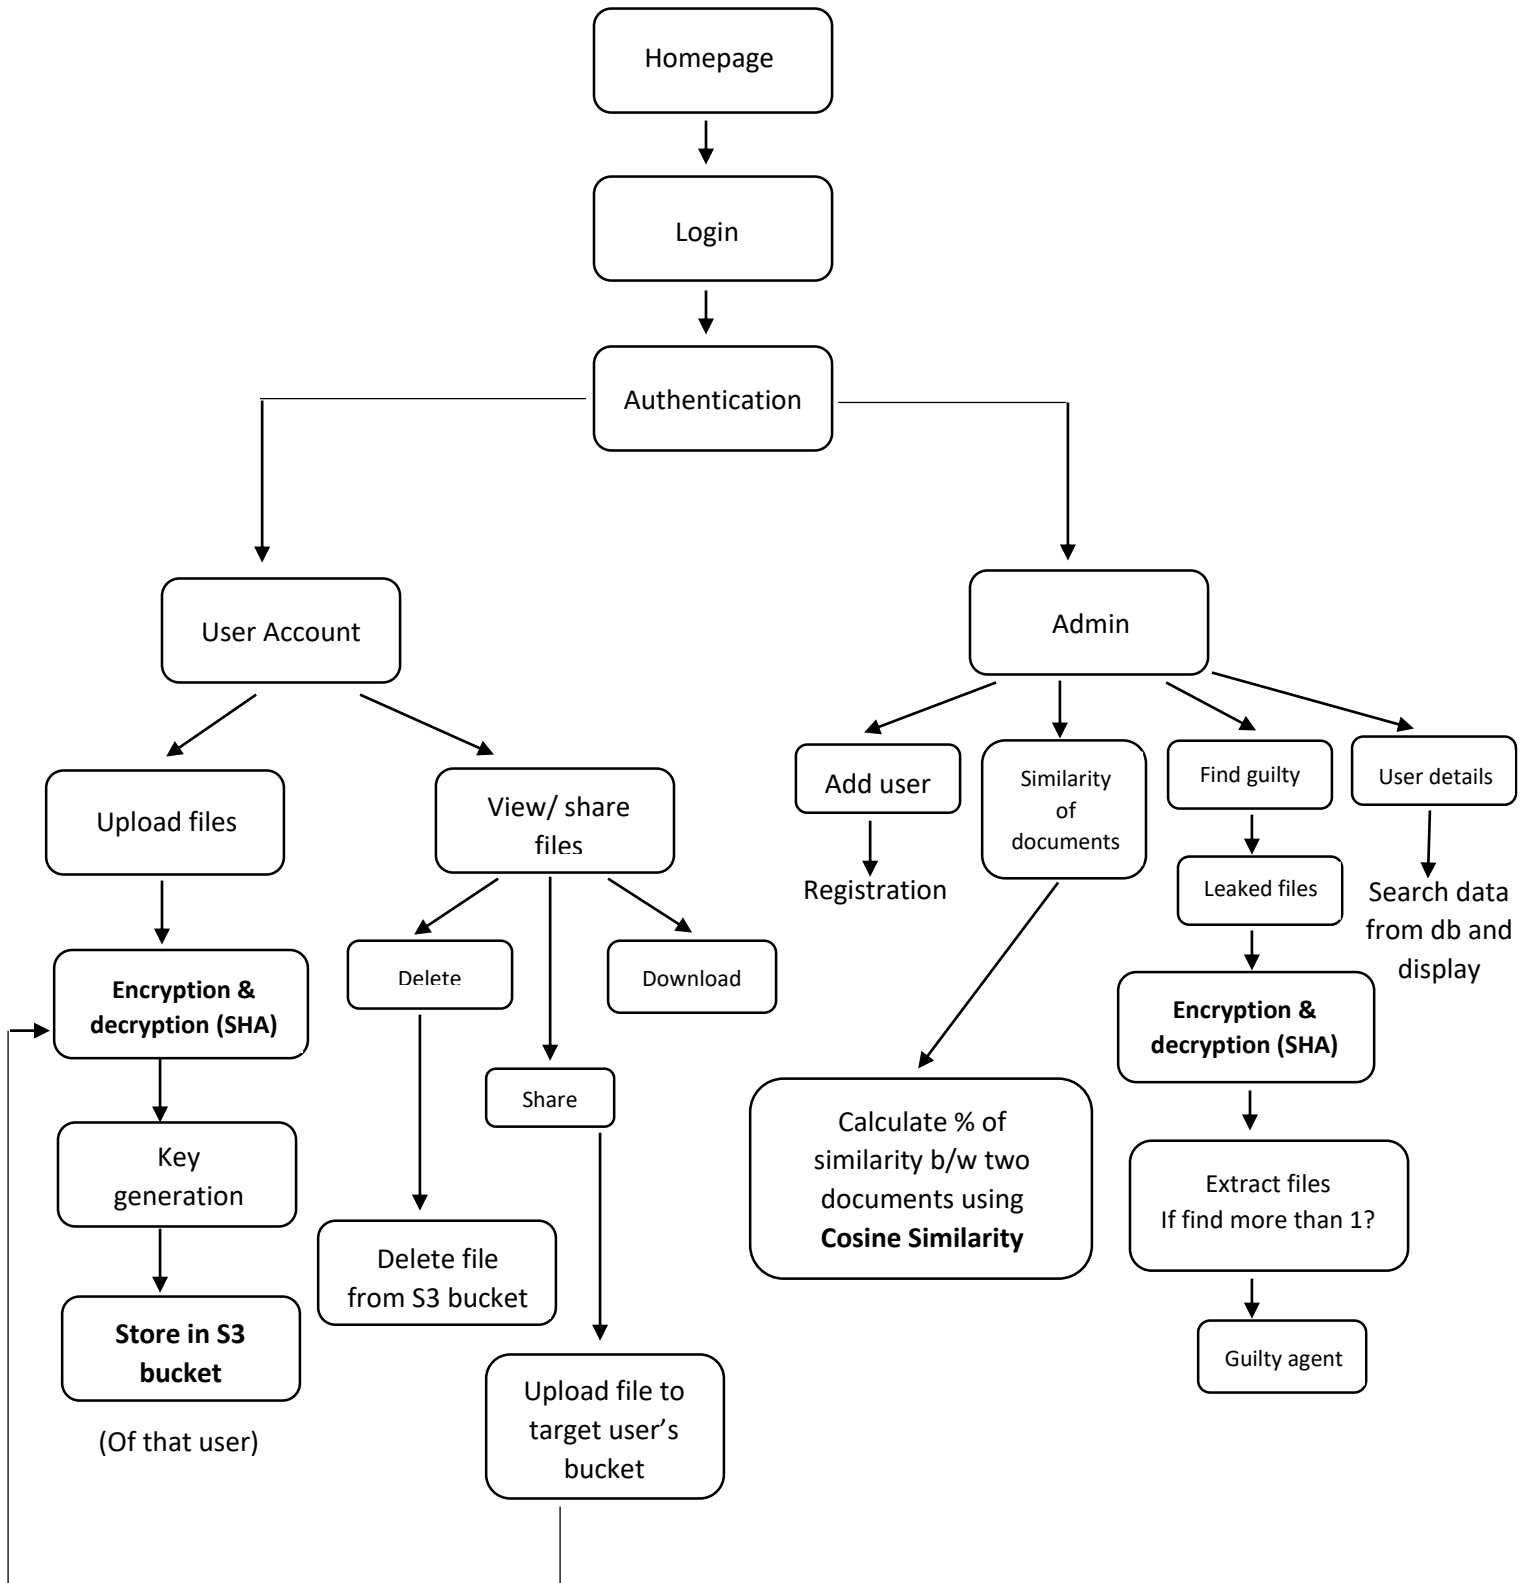 Homepage
Login
Authentication
User Account
Admin
Upload files
View/ share
files
Add user
Similarity
of
documents
Find guilty
User details
Registration
Leaked files
Search data
from db and
display
Encryption &
decryption (SHA)
Delete
Download
Encryption &
decryption (SHA)
Share
Key
generation
Calculate % of
similarity b/w two
documents using
Cosine Similarity
Extract files
If find more than 1?
Delete file
from S3 bucket
Store in S3
bucket
(Of that user)
Upload file to
target user’s
bucket
Guilty agent